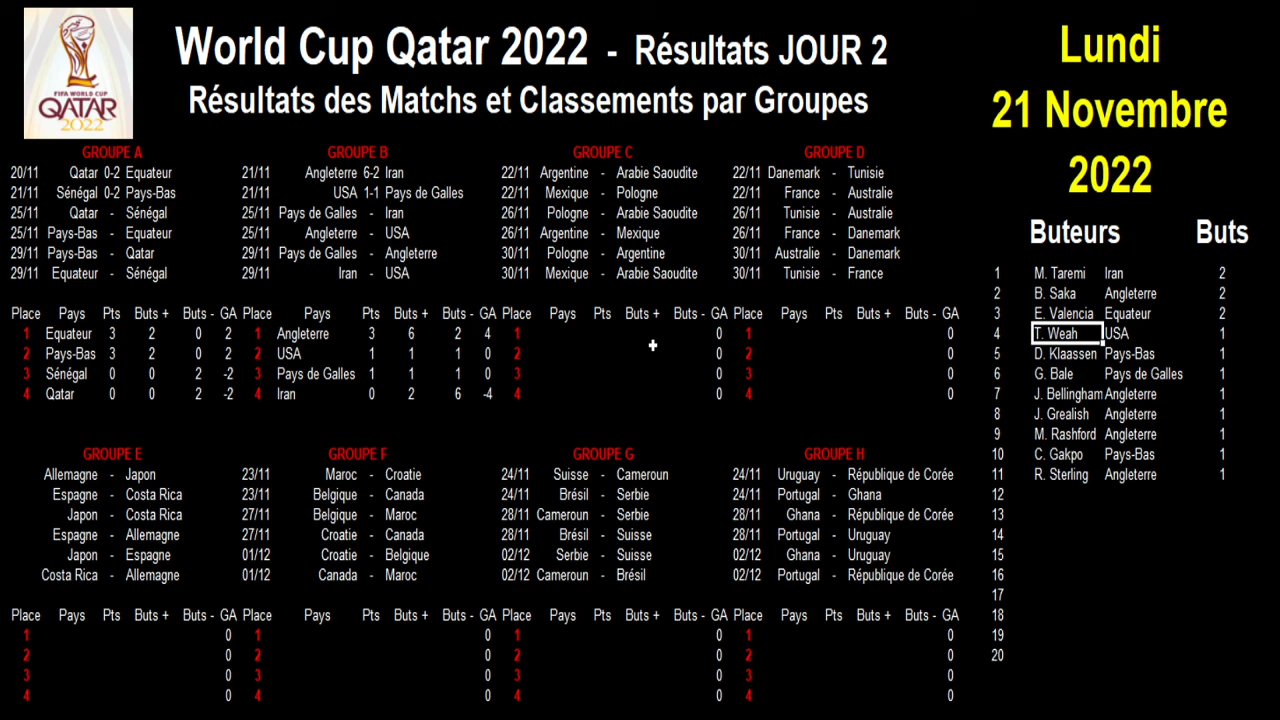 FIFA WORLD CUP
QATAR
2022
World Cup Qatar 2022 - Résultats JOUR 2
Résultats des Matchs et Classements par Groupes
Lundi
21 Novembre
2022
GROUPE A
20/11 Qatar 0-2 Equateur
21/11 Sénégal 0-2 Pays-Bas
25/11 Qatar - Sénégal
25/11 Pays-Bas - Equateur
29/11 Pays-Bas - Qatar
29/11 Equateur - Sénégal
Place Pays Pts Buts + Buts - GA
1 Equateur 3 2 0 2
2 Pays-Bas 3 2 0 2
3 Sénégal 0 0 2 -2
4 Qatar 0 0 2 -2
GROUPE B
21/11 Angleterre 6-2 Iran
21/11 USA 1-1 Pays de Galles
25/11 Pays de Galles - Iran
25/11 Angleterre - USA
29/11 Pays de Galles - Angleterre
29/11 Iran - USA
Place Pays Pts Buts + Buts - GA
1 Angleterre 3 6 2 4
2 USA 1 1 1 0
3 Pays de Galles 1 1 1 0
4 Iran 0 2 6 -4
GROUPE C
22/11 Argentine - Arabie Saoudite
22/11 Mexique - Pologne
26/11 Pologne - Arabie Saoudite
26/11 Argentine - Mexique
30/11 Pologne - Argentine
30/11 Mexique - Arabie Saoudite
Place Pays Pts Buts + Buts - GA
1 0
2 0
3 0
4 0
GROUPE D
22/11 Danemark - Tunisie
22/11 France - Australie
26/11 Tunisie - Australie
26/11 France - Danemark
30/11 Australie - Danemark
30/11 Tunisie - France
Place Pays Pts Buts + Buts - GA
1 0
2 0
3 0
4 0
GROUPE E
Allemagne - Japon
Espagne - Costa Rica
Japon - Costa Rica
Espagne - Allemagne
Japon - Espagne
Costa Rica - Allemagne
Place Pays Pts Buts + Buts - GA
1 0
2 0
3 0
4 0
GROUPE F
23/11 Maroc - Croatie
23/11 Belgique - Canada
27/11 Belgique - Maroc
27/11 Croatie - Canada
01/12 Croatie - Belgique
01/12 Canada - Maroc
Place Pays Pts Buts + Buts - GA
1 0
2 0
3 0
4 0
GROUPE G
24/11 Suisse - Cameroun
24/11 Brésil - Serbie
28/11 Cameroun - Serbie
28/11 Brésil - Suisse
02/12 Serbie - Suisse
02/12 Cameroun - Brésil
Place Pays Pts Buts + Buts - GA
1 0
2 0
3 0
4 0
GROUPE H
24/11 Uruguay - République de Corée
24/11 Portugal - Ghana
28/11 Ghana - République de Corée
28/11 Portugal - Uruguay
02/12 Ghana - Uruguay
02/12 Portugal - République de Corée
Place Pays Pts Buts + Buts - GA
1 0
2 0
3 0
4 0
Buteurs Buts
1 M. Taremi Iran 2
2 B. Saka Angleterre 2
3 E. Valencia Equateur 2
4 T. Weah USA 1
5 D. Klaassen Pays-Bas 1
6 G. Bale Pays de Galles 1
7 J. Bellingham Angleterre 1
8 J. Grealish Angleterre 1
9 M. Rashford Angleterre 1
10 C. Gakpo Pays-Bas 1
11 R. Sterling Angleterre 1
12
13
14
15
16
17
18
19
20